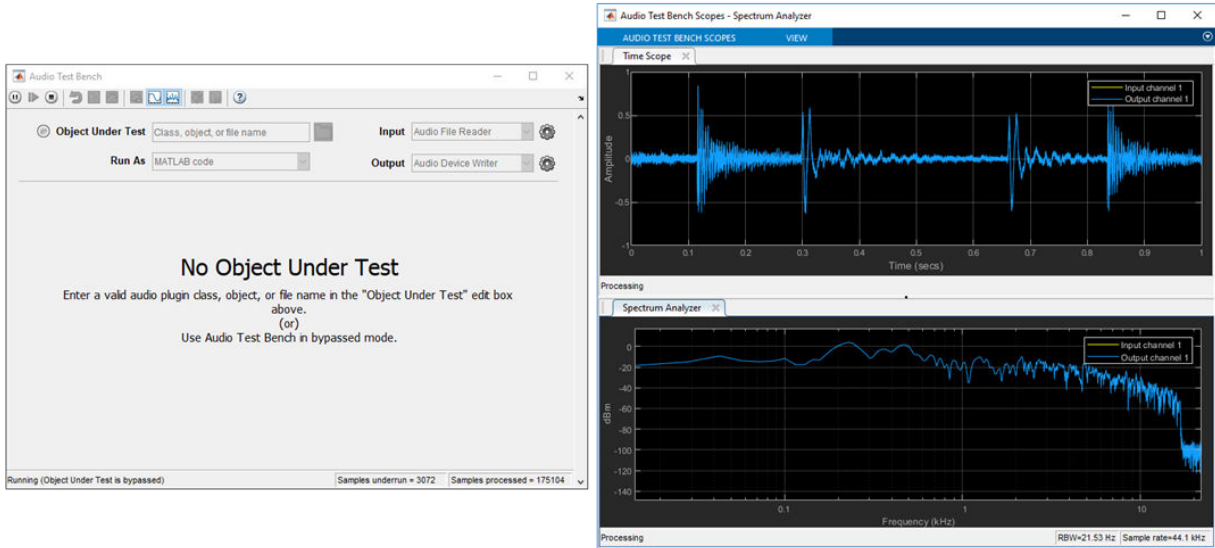 Audio Test Bench
Object Under Test Class, object, or file name Input Audio File Reader
Run As MATLAB code Output Audio Device Writer
No Object Under Test
Enter a valid audio plugin class, object, or file name in the "Object Under Test" edit box
above.
(or)
Use Audio Test Bench in bypassed mode.
Running (Object Under Test is bypassed) Samples underrun = 3072 Samples processed = 175104
Audio Test Bench Scopes - Spectrum Analyzer
AUDIO TEST BENCH SCOPES VIEW
Time Scope
Input channel 1
Output channel 1
Amplitude
1
0.5
0
-0.5
-1
0 0.1 0.2 0.3 0.4 0.5 0.6 0.7 0.8 0.9 1
Time (secs)
Processing
Spectrum Analyzer
Input channel 1
Output channel 1
dBm
0
-20
-40
-60
-80
-100
-120
-140
0.1 1 10
Frequency (kHz)
Processing RBW=21.53 Hz Sample rate=44.1 kHz